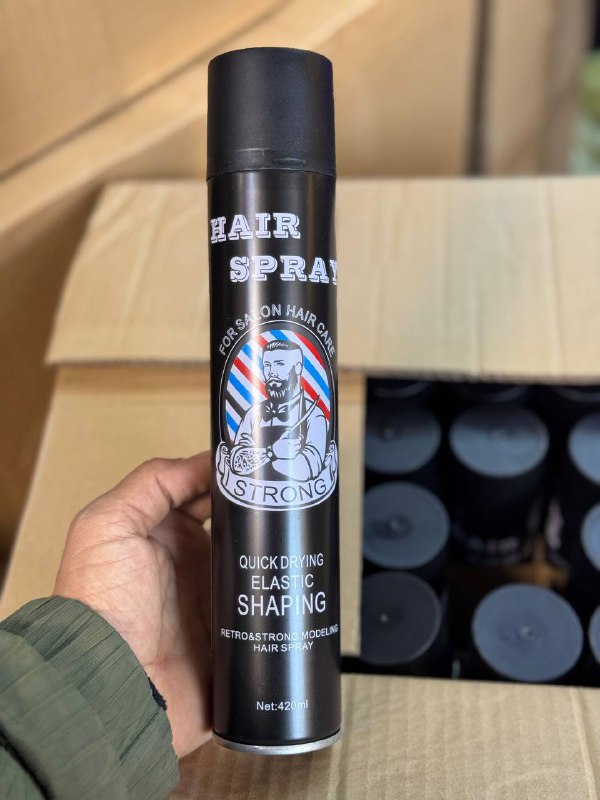 HAIR
SPRAY
FOR SALON HAIR CARE
STRONG
QUICK DRYING
ELASTIC
SHAPING
RETRO&STRONG MODELING
HAIR SPRAY
Net:420ml